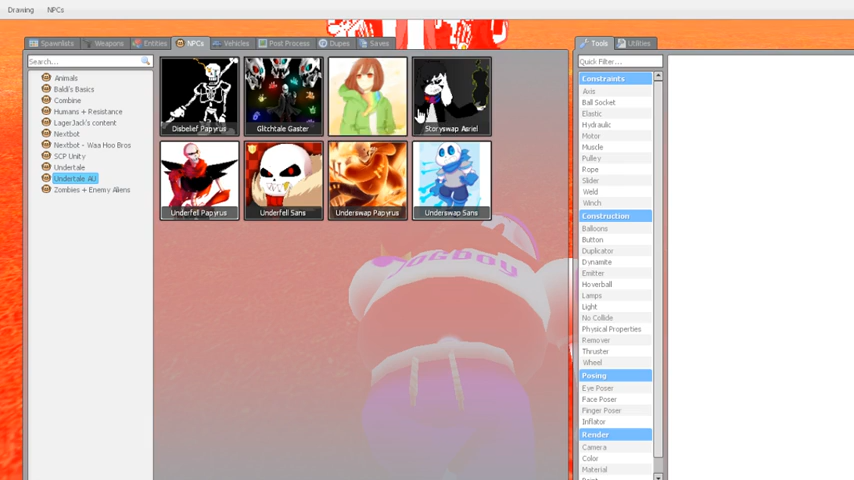 Drawing NPCs
Spawnlists Weapons Entities NPCs Vehicles Post Process Dupes Saves
Search...
Animals
Baldi's Basics
Combine
Humans + Resistance
LagerJack's content
Nextbot
Nextbot - Waa Hoo Bros
SCP Unity
Undertale
Undertale AU
Zombies + Enemy Aliens
Disbelief Papyrus Glitchtale Gaster Storyswap Asriel
Underfell Papyrus Underfell Sans Underswap Papyrus Underswap Sans
JOGBOY
Tools Utilities
Quick Filter...
Constraints
Axis
Ball Socket
Elastic
Hydraulic
Motor
Muscle
Pulley
Rope
Slider
Weld
Winch
Construction
Balloons
Button
Duplicator
Dynamite
Emitter
Hoverball
Lamps
Light
No Collide
Physical Properties
Remover
Thruster
Wheel
Posing
Eye Poser
Face Poser
Finger Poser
Inflator
Render
Camera
Color
Material